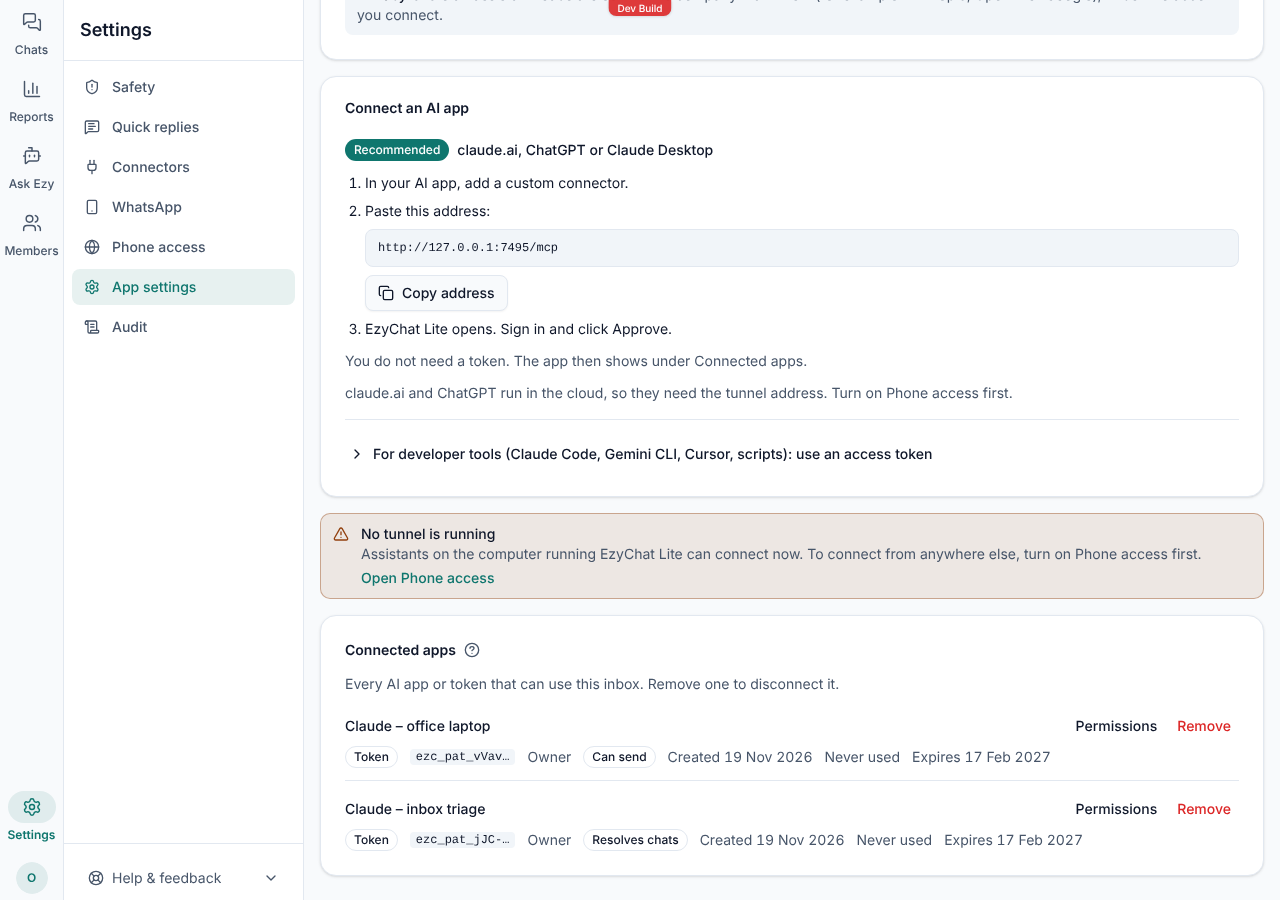 Chats
Reports
Ask Ezy
Members
Settings
O
Settings
Safety
Quick replies
Connectors
WhatsApp
Phone access
App settings
Audit
Help & feedback
Dev Build
you connect.
Connect an AI app
Recommended claude.ai, ChatGPT or Claude Desktop
1. In your AI app, add a custom connector.
2. Paste this address:
http://127.0.0.1:7495/mcp
Copy address
3. EzyChat Lite opens. Sign in and click Approve.
You do not need a token. The app then shows under Connected apps.
claude.ai and ChatGPT run in the cloud, so they need the tunnel address. Turn on Phone access first.
For developer tools (Claude Code, Gemini CLI, Cursor, scripts): use an access token
No tunnel is running
Assistants on the computer running EzyChat Lite can connect now. To connect from anywhere else, turn on Phone access first.
Open Phone access
Connected apps
Every AI app or token that can use this inbox. Remove one to disconnect it.
Claude – office laptop Permissions Remove
Token ezc_pat_vVav… Owner Can send Created 19 Nov 2026 Never used Expires 17 Feb 2027
Claude – inbox triage Permissions Remove
Token ezc_pat_jJC-… Owner Resolves chats Created 19 Nov 2026 Never used Expires 17 Feb 2027